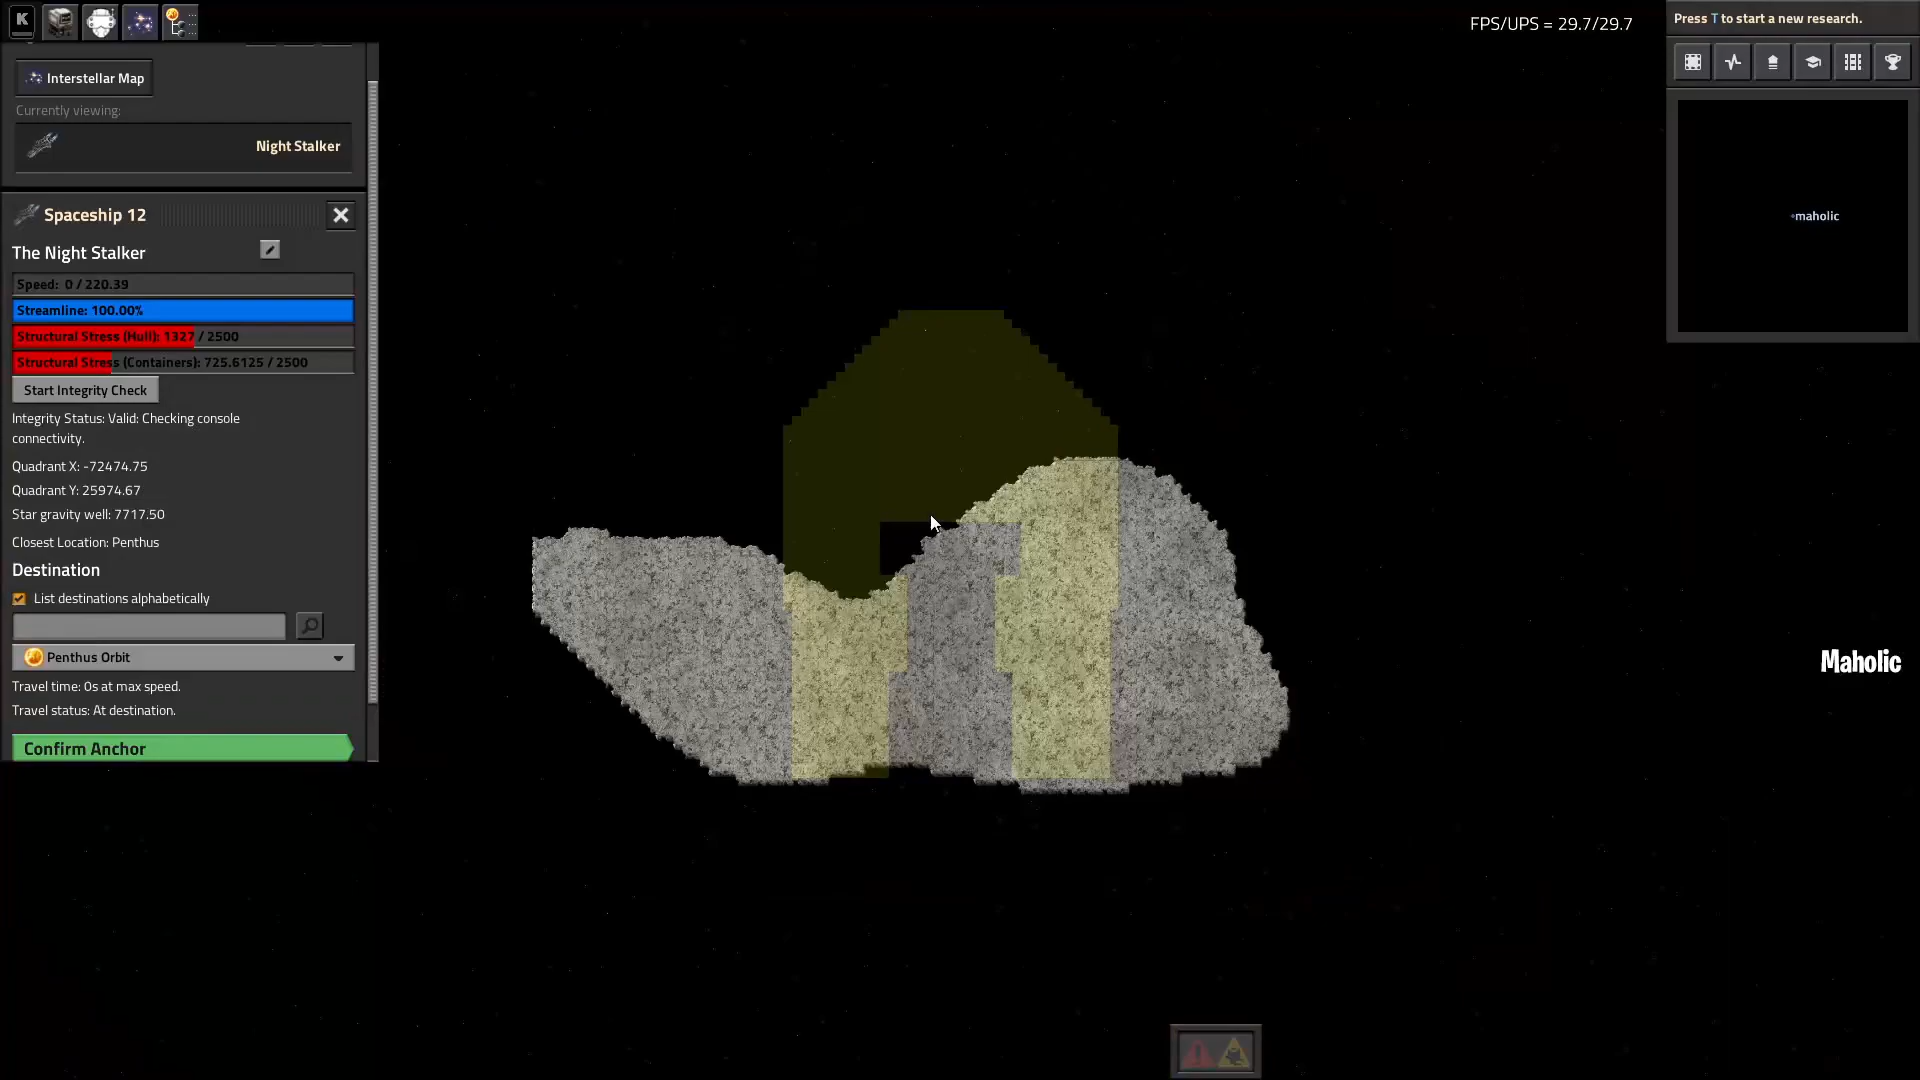 K
FPS/UPS = 29.7/29.7
Press T to start a new research.
Interstellar Map
Currently viewing:
Night Stalker
maholic
Spaceship 12
The Night Stalker
Speed: 0 / 220.39
Streamline: 100.00%
Structural Stress (Hull): 1327 / 2500
Structural Stress (Containers): 725.6125 / 2500
Start Integrity Check
Integrity Status: Valid: Checking console
connectivity.
Quadrant X: -72474.75
Quadrant Y: 25974.67
Star gravity well: 7717.50
Closest Location: Penthus
Destination
List destinations alphabetically
Penthus Orbit
Travel time: 0s at max speed.
Travel status: At destination.
Confirm Anchor
Maholic